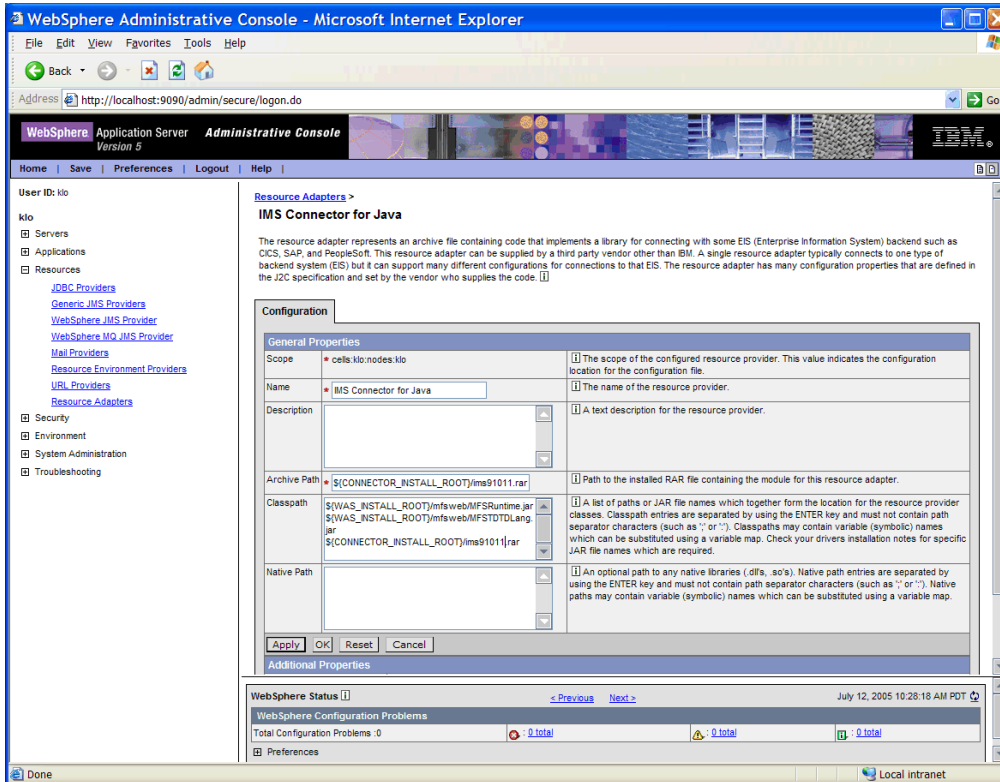 WebSphere Administrative Console - Microsoft Internet Explorer
File Edit View Favorites Tools Help
Back
Address http://localhost:9090/admin/secure/logon.do Go
WebSphere Application Server Administrative Console
Version 5
IBM.
Home | Save | Preferences | Logout | Help |
User ID: klo
klo
Servers
Applications
Resources
JDBC Providers
Generic JMS Providers
WebSphere JMS Provider
WebSphere MQ JMS Provider
Mail Providers
Resource Environment Providers
URL Providers
Resource Adapters
Security
Environment
System Administration
Troubleshooting
Resource Adapters >
IMS Connector for Java
The resource adapter represents an archive file containing code that implements a library for connecting with some EIS (Enterprise Information System) backend such as
CICS, SAP, and PeopleSoft. This resource adapter can be supplied by a third party vendor other than IBM. A single resource adapter typically connects to one type of
backend system (EIS) but it can support many different configurations for connections to that EIS. The resource adapter has many configuration properties that are defined in
the J2C specification and set by the vendor who supplies the code. i
Configuration
General Properties
Scope * cells:klo:nodes:klo i The scope of the configured resource provider. This value indicates the configuration
location for the configuration file.
Name * IMS Connector for Java i The name of the resource provider.
Description i A text description for the resource provider.
Archive Path * ${CONNECTOR_INSTALL_ROOT}/ims91011.rar i Path to the installed RAR file containing the module for this resource adapter.
Classpath
${WAS_INSTALL_ROOT}/mfsweb/MFSRuntime.jar
${WAS_INSTALL_ROOT}/mfsweb/MFSTDTDLang.
jar
${CONNECTOR_INSTALL_ROOT}/ims91011.rar
i A list of paths or JAR file names which together form the location for the resource provider
classes. Classpath entries are separated by using the ENTER key and must not contain path
separator characters (such as ';' or ':'). Classpaths may contain variable (symbolic) names
which can be substituted using a variable map. Check your drivers installation notes for specific
JAR file names which are required.
Native Path
i An optional path to any native libraries (.dll's, .so's). Native path entries are separated by
using the ENTER key and must not contain path separator characters (such as ';' or ':'). Native
paths may contain variable (symbolic) names which can be substituted using a variable map.
Apply OK Reset Cancel
Additional Properties
WebSphere Status i < Previous Next > July 12, 2005 10:28:18 AM PDT
WebSphere Configuration Problems
Total Configuration Problems :0 : 0 total : 0 total : 0 total
Preferences
Done Local intranet